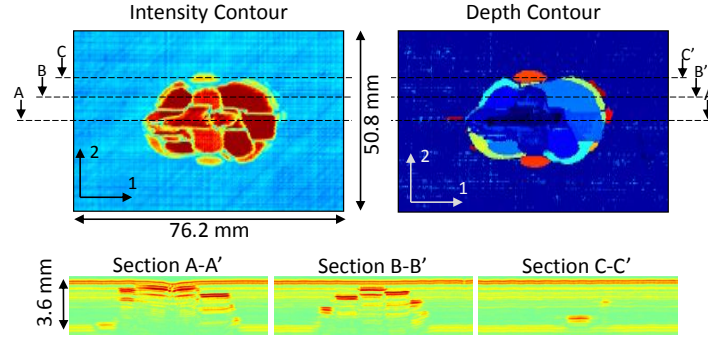 Intensity Contour
Depth Contour
C
B
A
C'
B'
A
2
1
2
1
50.8 mm
76.2 mm
Section A-A'
Section B-B'
Section C-C'
3.6 mm